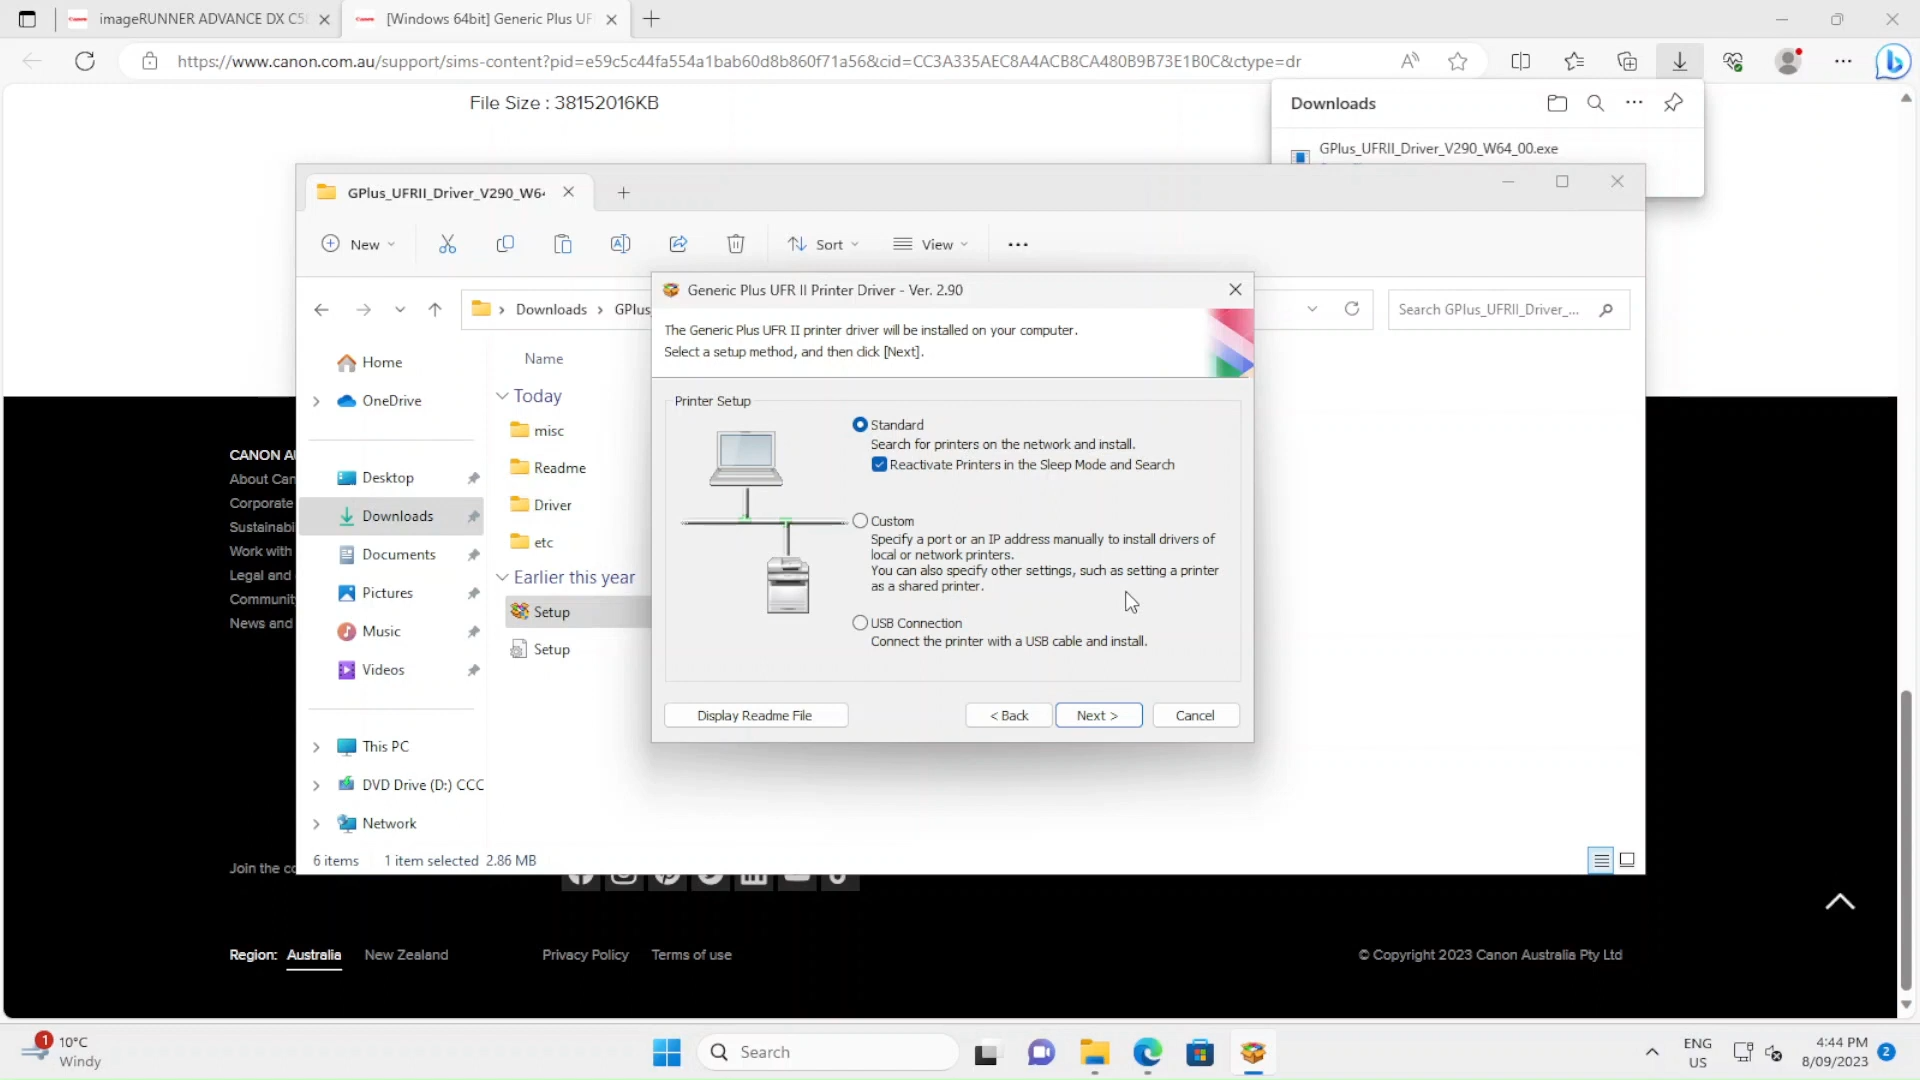 imageRUNNER ADVANCE DX C5
[Windows 64bit] Generic Plus UF
https://www.canon.com.au/support/sims-content?pid=e59c5c44fa554a1bab60d8b860f71a56&cid=CC3A335AEC8A4ACB8CA480B9B73E1B0C&ctype=dr
File Size : 38152016KB
Downloads
GPlus_UFRII_Driver_V290_W64_00.exe
GPlus_UFRII_Driver_V290_W64
New
Sort
View
Downloads
GPlus
Search GPlus_UFRII_Driver_...
Home
OneDrive
Desktop
Downloads
Documents
Pictures
Music
Videos
This PC
DVD Drive (D:) CCC
Network
Name
Today
misc
Readme
Driver
etc
Earlier this year
Setup
Setup
6 items
1 item selected
2.86 MB
Generic Plus UFR II Printer Driver - Ver. 2.90
The Generic Plus UFR II printer driver will be installed on your computer.
Select a setup method, and then click [Next].
Printer Setup
Standard
Search for printers on the network and install.
Reactivate Printers in the Sleep Mode and Search
Custom
Specify a port or an IP address manually to install drivers of
local or network printers.
You can also specify other settings, such as setting a printer
as a shared printer.
USB Connection
Connect the printer with a USB cable and install.
Display Readme File
< Back
Next >
Cancel
CANON AU
About Can
Corporate
Sustainabi
Work with
Legal and
Communit
News and
Join the co
Region:
Australia
New Zealand
Privacy Policy
Terms of use
© Copyright 2023 Canon Australia Pty Ltd
1
10°C
Windy
Search
ENG
US
4:44 PM
8/09/2023
2